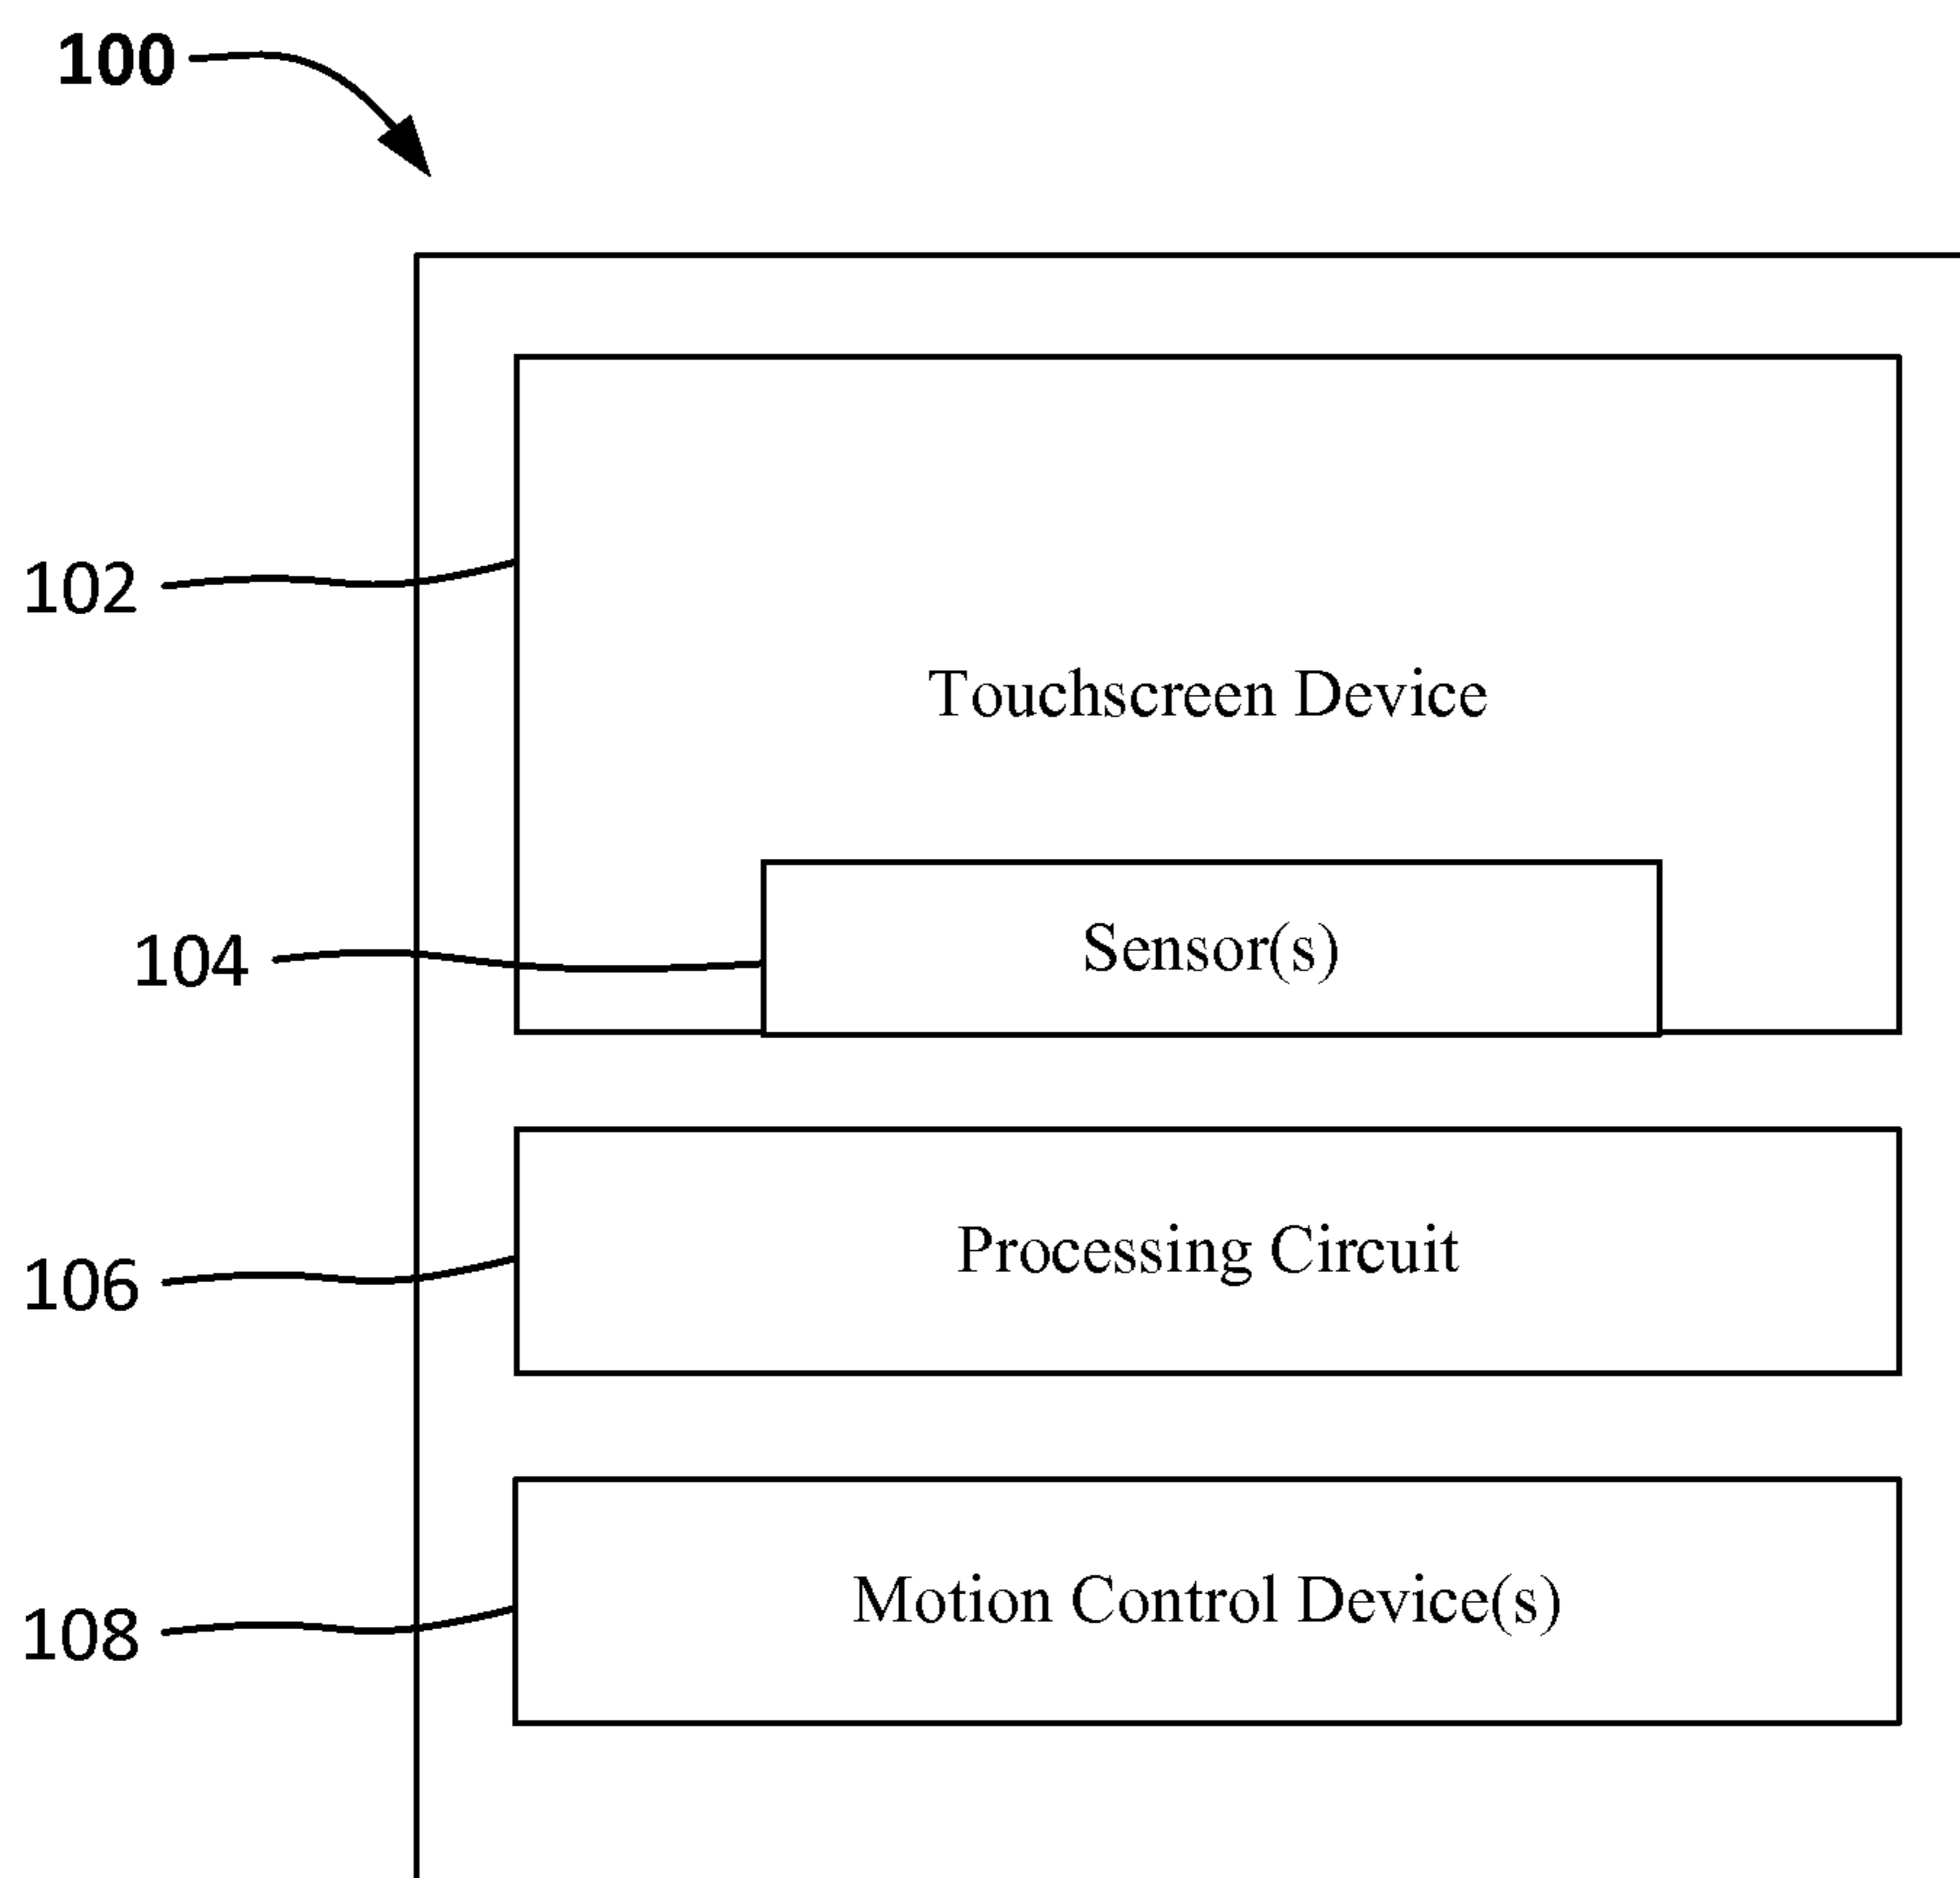 100
102
Touchscreen Device
104
Sensor(s)
106
Processing Circuit
108
Motion Control Device(s)